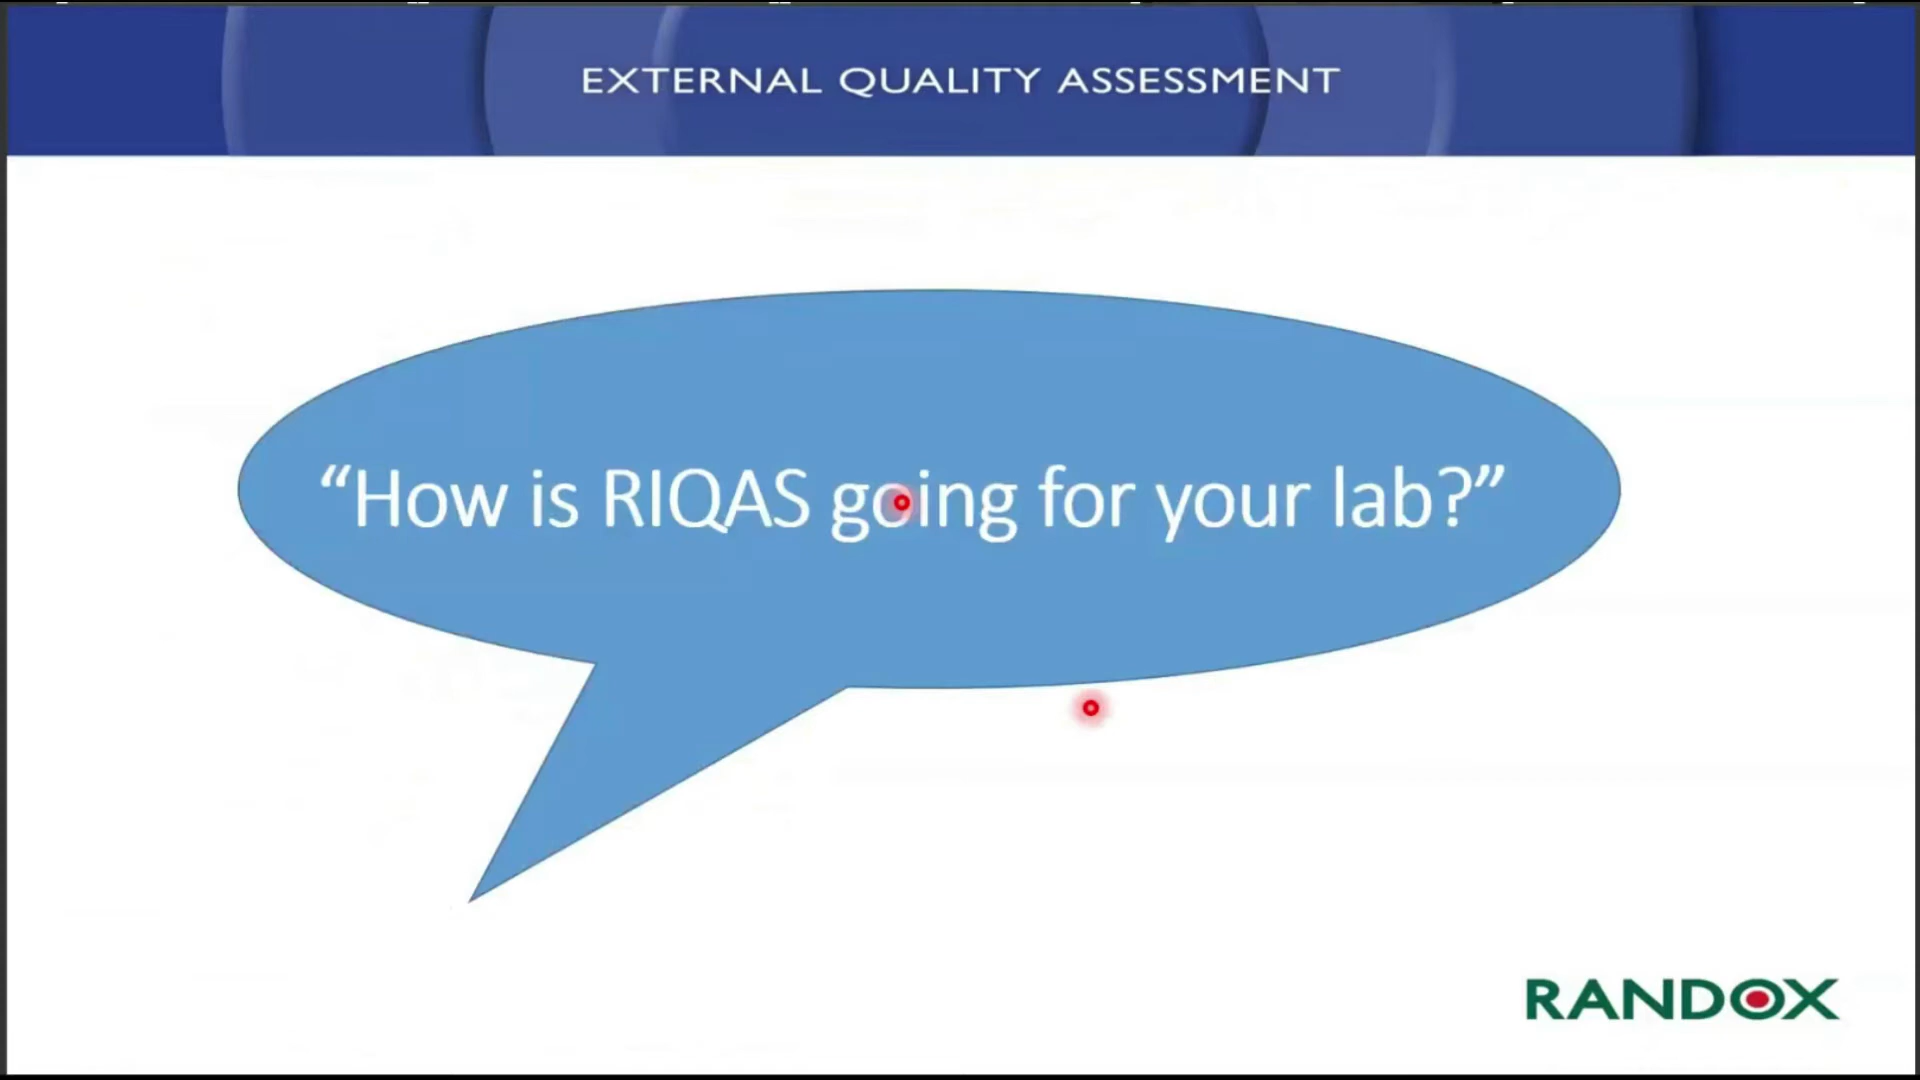 EXTERNAL QUALITY ASSESSMENT
“How is RIQAS going for your lab?”
RANDOX